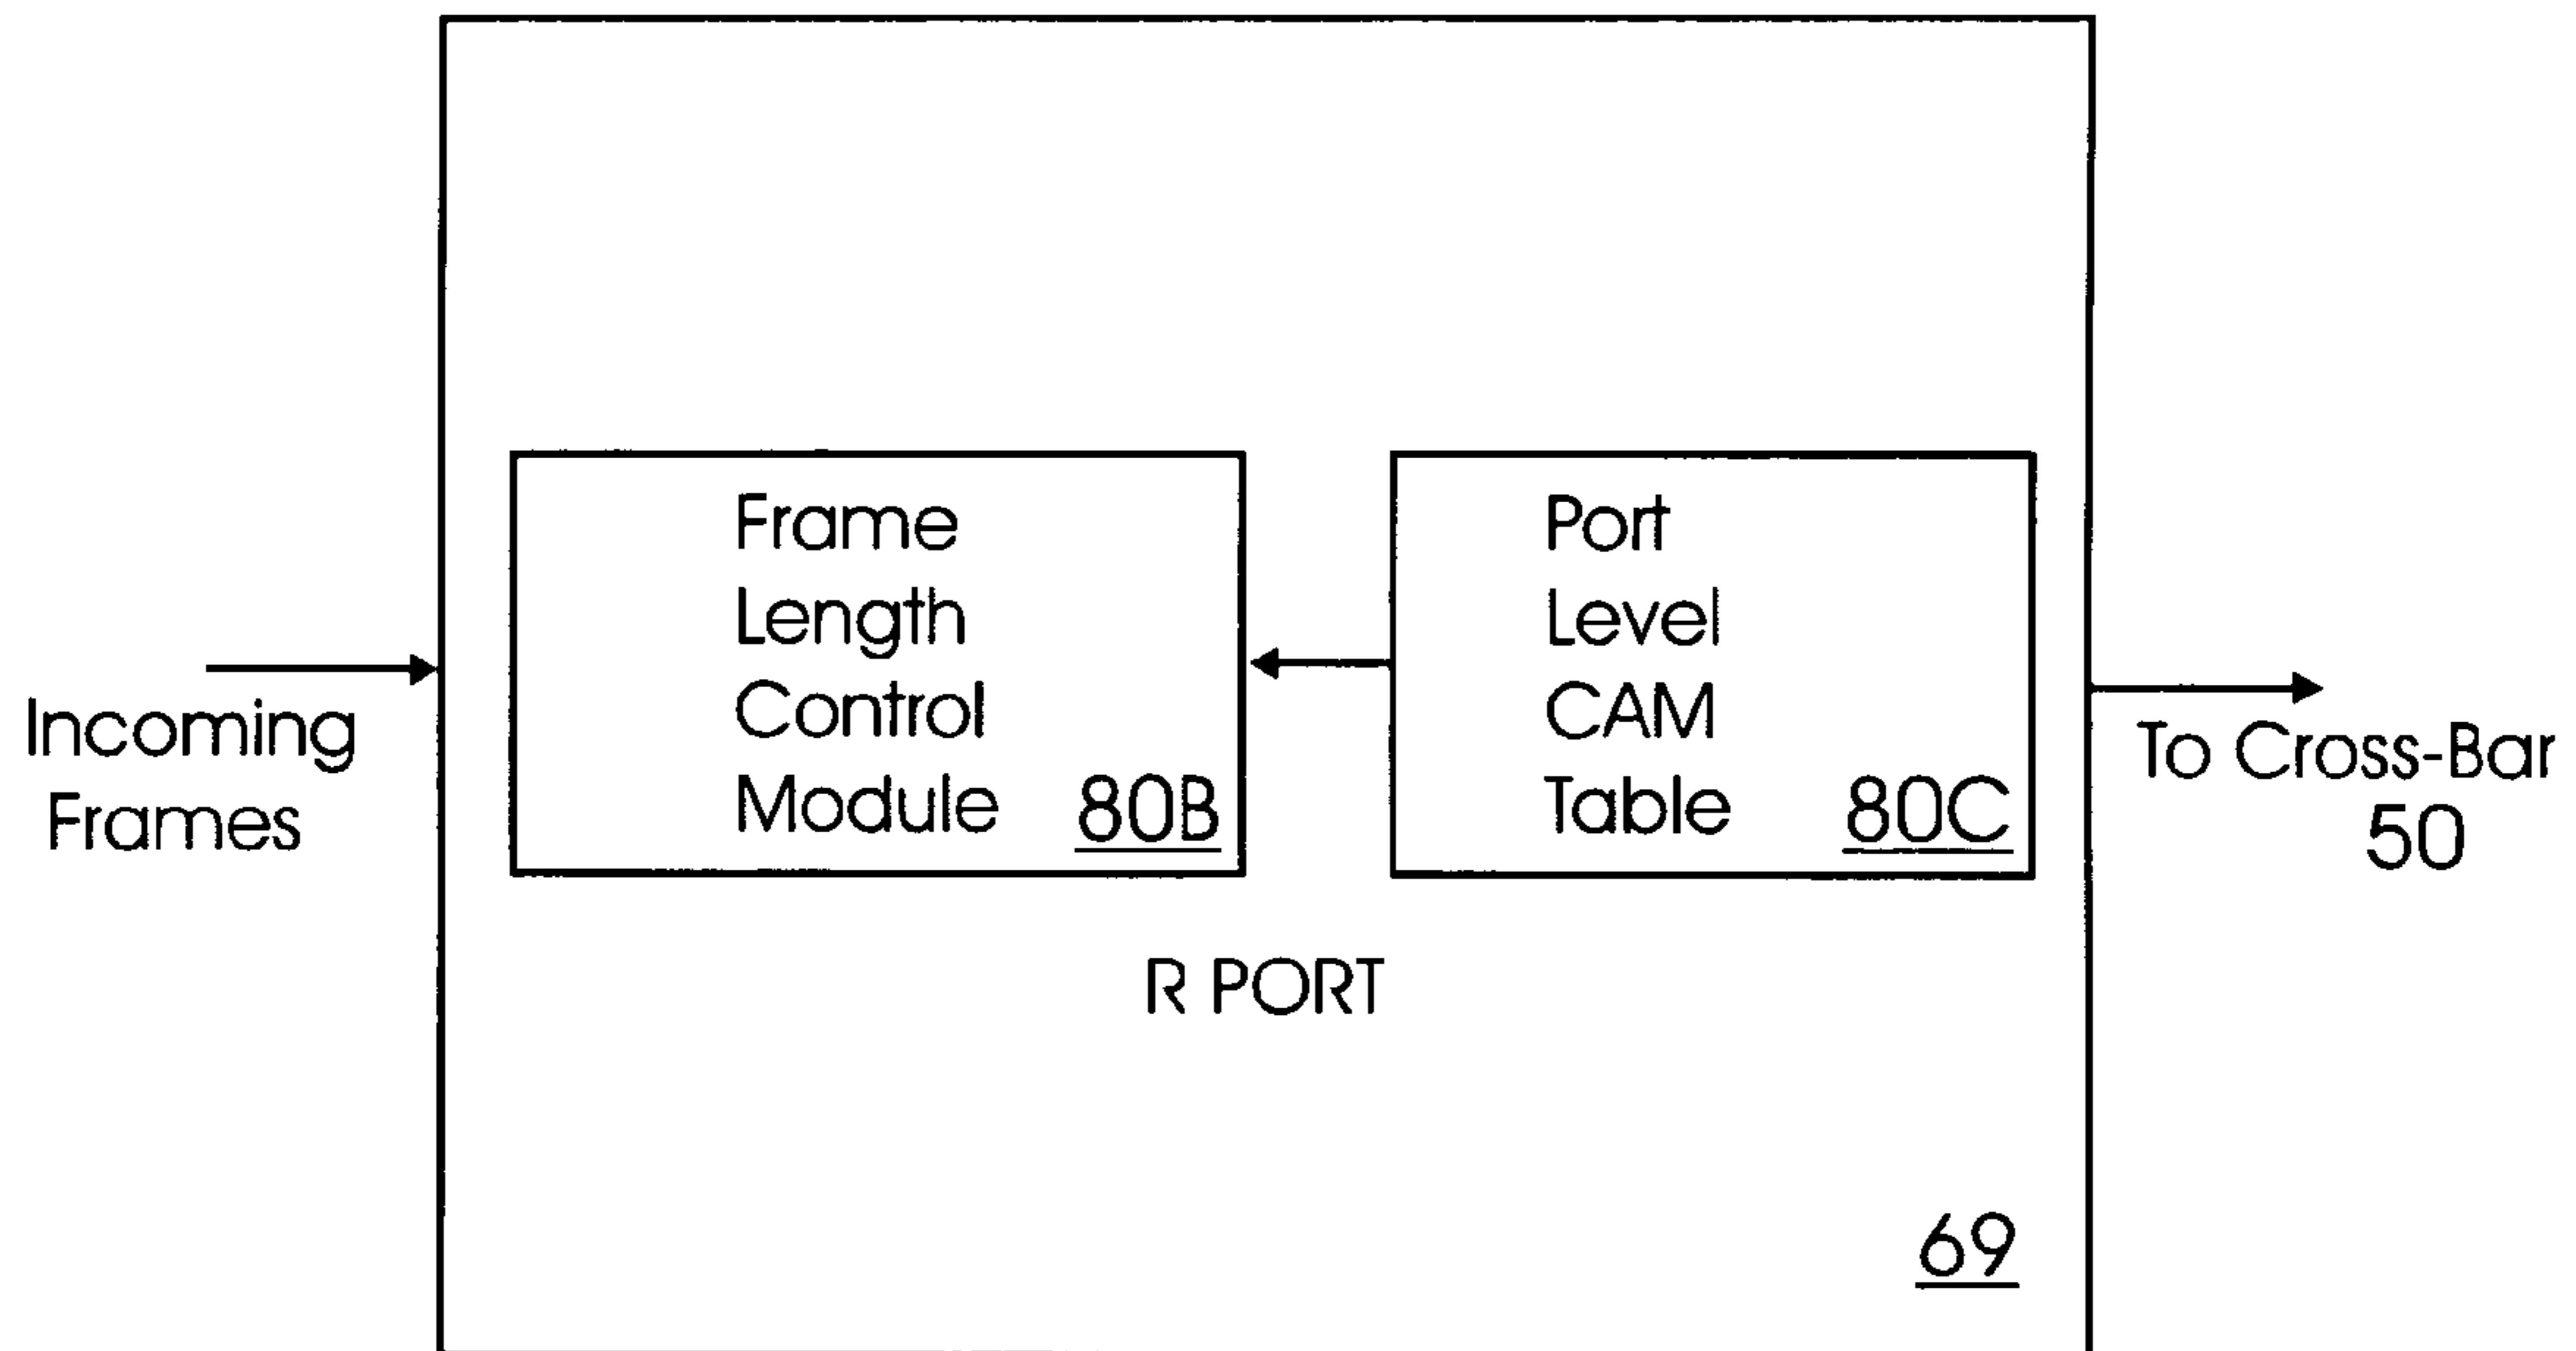 Incoming
Frames
Frame
Length
Control
Module 80B
Port
Level
CAM
Table 80C
To Cross-Bar
50
R PORT
69